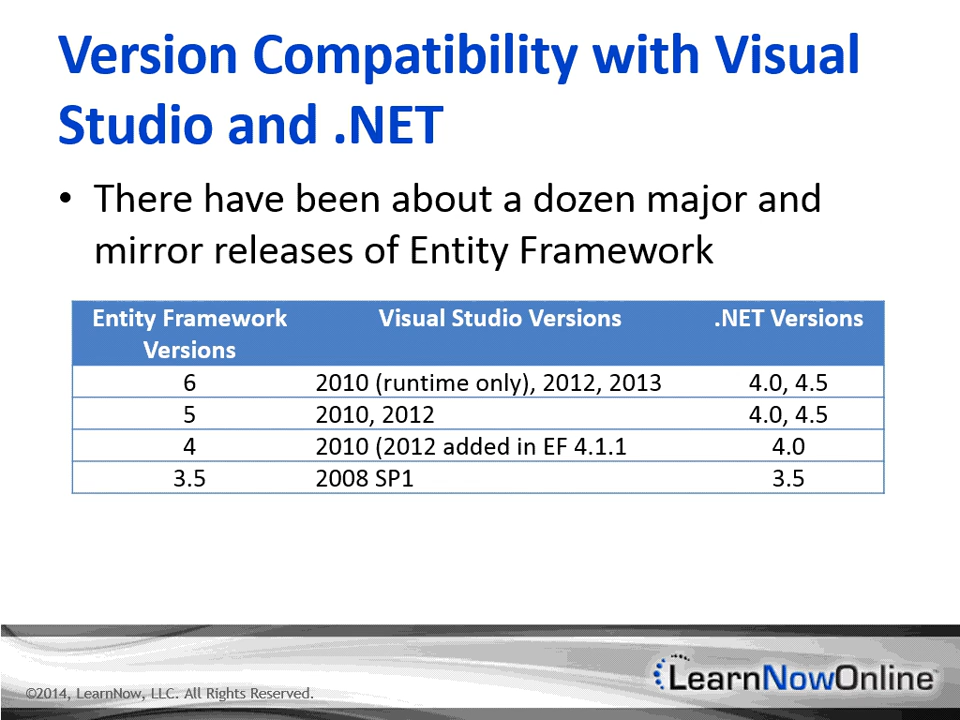 Version Compatibility with Visual
Studio and .NET
• There have been about a dozen major and
mirror releases of Entity Framework
Entity Framework Versions Visual Studio Versions .NET Versions
6 2010 (runtime only), 2012, 2013 4.0, 4.5
5 2010, 2012 4.0, 4.5
4 2010 (2012 added in EF 4.1.1 4.0
3.5 2008 SP1 3.5
©2014, LearnNow, LLC. All Rights Reserved.
LearnNowOnline